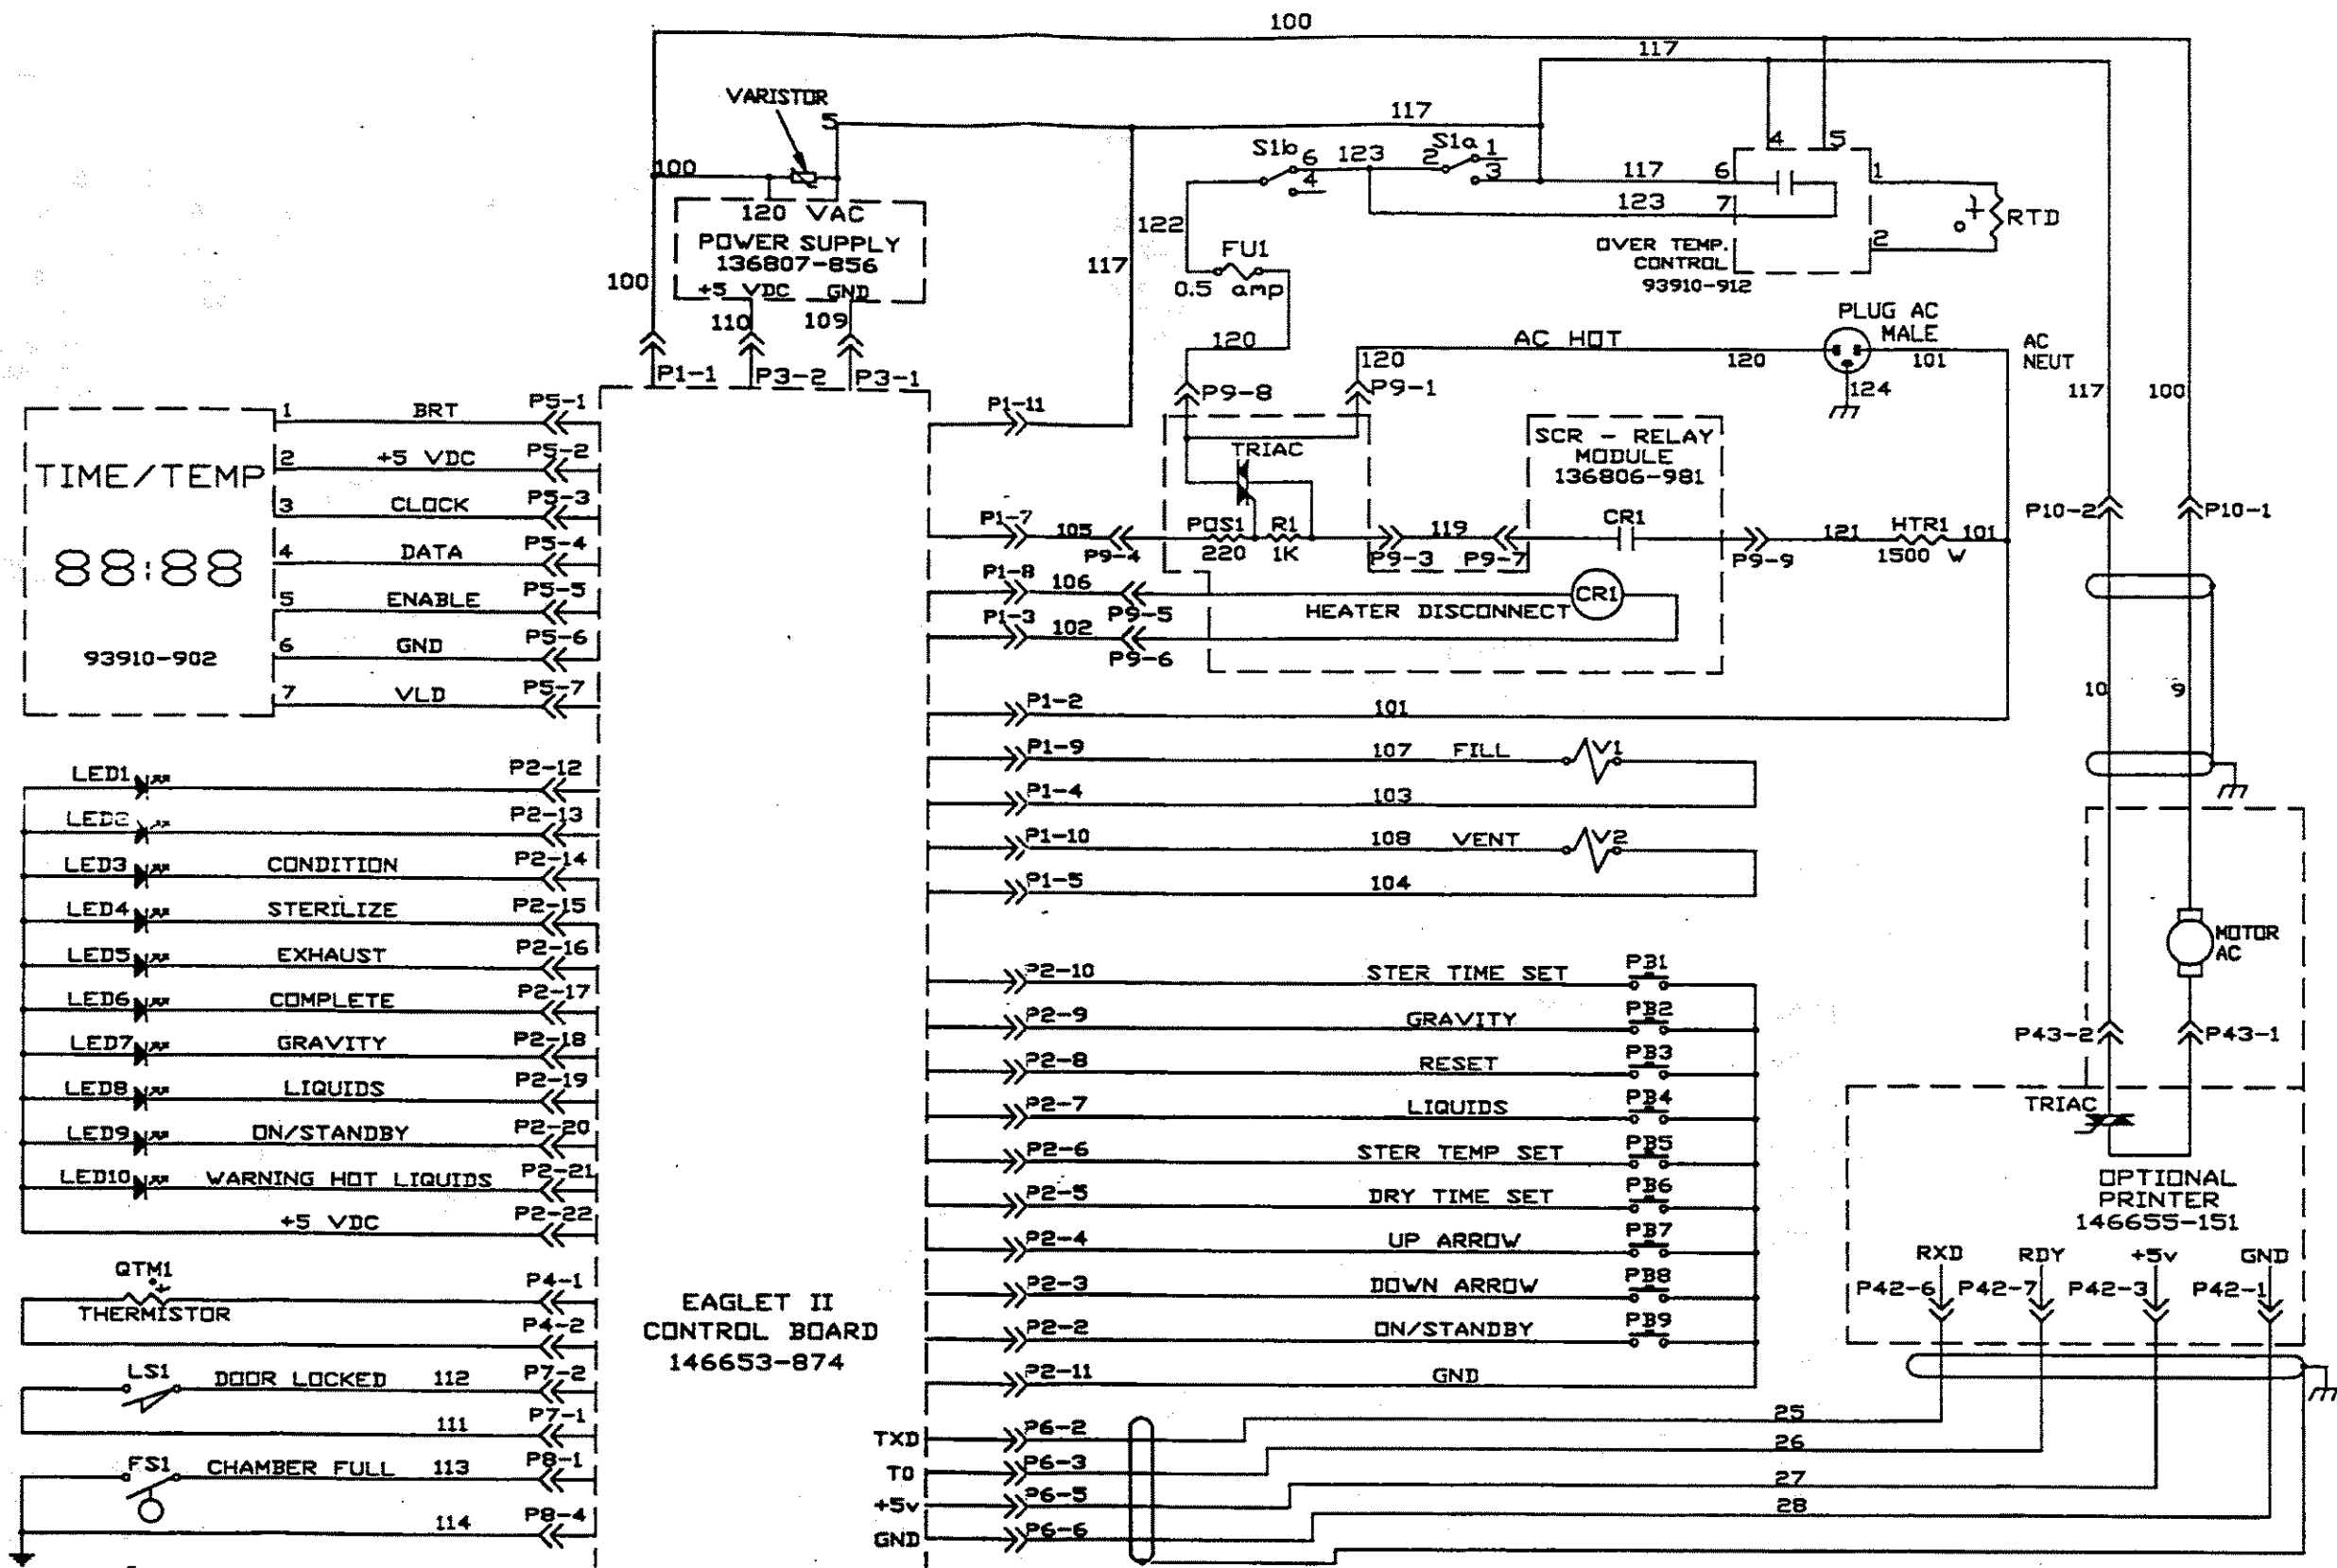 100
117
VARISTOR
5
117
100
S1b 6 123 2 S1a 1
4 3
4 5
117 6 1
123 7 2
RTD
120 VAC
POWER SUPPLY
136807-856
+5 VDC GND
122
FU1
0.5 amp
117
OVER TEMP.
CONTROL
93910-912
100
110 109
P1-1 P3-2 P3-1
120
P9-8
120 AC HOT 120
P9-1
PLUG AC
MALE
101
124
AC
NEUT
117 100
TIME/TEMP
88:88
93910-902
1 BRT P5-1
2 +5 VDC P5-2
3 CLOCK P5-3
4 DATA P5-4
5 ENABLE P5-5
6 GND P5-6
7 VLD P5-7
P1-11
TRIAC
SCR - RELAY
MODULE
136806-981
P1-7 105 P9-4
POS1 R1
220 1K
P9-3 119 P9-7
CR1
P9-9
121 HTR1 101
1500 W
P10-2 P10-1
P1-8 106 P9-5
CR1
HEATER DISCONNECT
P1-3 102 P9-6
10 9
P1-2 101
P1-9 107 FILL V1
P1-4 103
P1-10 108 VENT V2
P1-5 104
LED1 P2-12
LED2 P2-13
LED3 CONDITION P2-14
LED4 STERILIZE P2-15
LED5 EXHAUST P2-16
LED6 COMPLETE P2-17
LED7 GRAVITY P2-18
LED8 LIQUIDS P2-19
LED9 ON/STANDBY P2-20
LED10 WARNING HOT LIQUIDS P2-21
+5 VDC P2-22
QTM1
THERMISTOR
P4-1
P4-2
LS1 DOOR LOCKED 112 P7-2
111 P7-1
FS1 CHAMBER FULL 113 P8-1
114 P8-4
EAGLET II
CONTROL BOARD
146653-874
P2-10 STER TIME SET PB1
P2-9 GRAVITY PB2
P2-8 RESET PB3
P2-7 LIQUIDS PB4
P2-6 STER TEMP SET PB5
P2-5 DRY TIME SET PB6
P2-4 UP ARROW PB7
P2-3 DOWN ARROW PB8
P2-2 ON/STANDBY PB9
P2-11 GND
TXD P6-2 25
T0 P6-3 26
+5v P6-5 27
GND P6-6 28
MOTOR
AC
P43-2 P43-1
TRIAC
OPTIONAL
PRINTER
146655-151
RXD RDY +5v GND
P42-6 P42-7 P42-3 P42-1